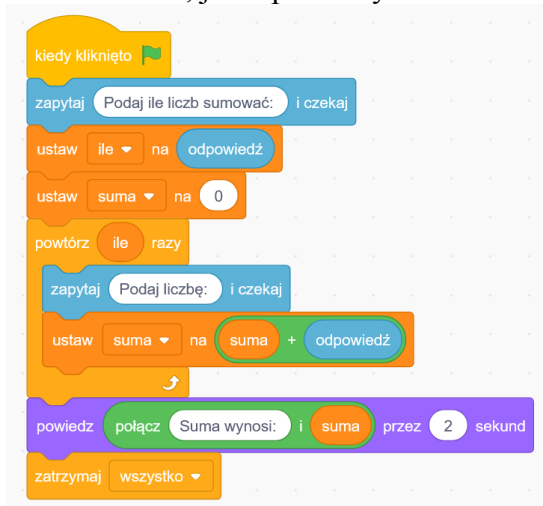 kiedy kliknięto
zapytaj Podaj ile liczb sumować: i czekaj
ustaw ile na odpowiedź
ustaw suma na 0
powtórz ile razy
zapytaj Podaj liczbę: i czekaj
ustaw suma na suma + odpowiedź
powiedz połącz Suma wynosi: i suma przez 2 sekund
zatrzymaj wszystko